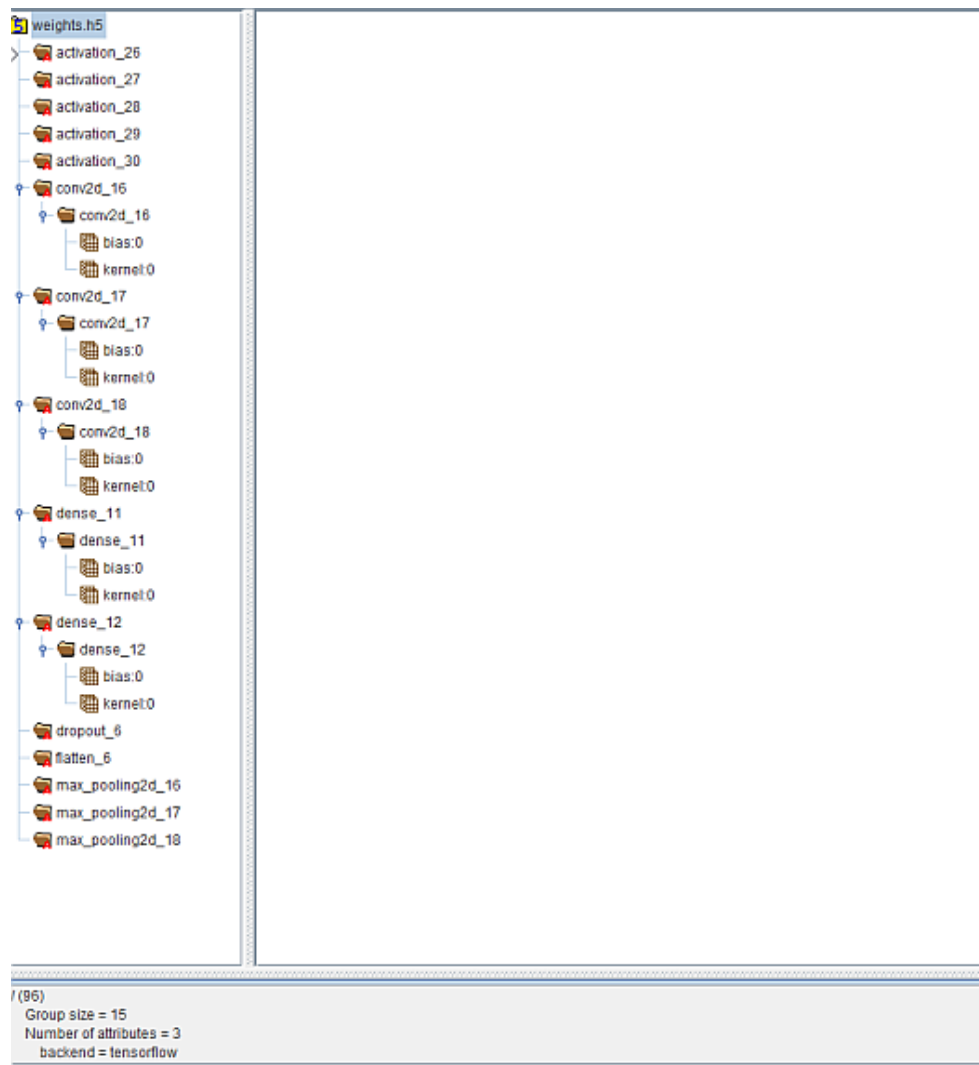 weights.h5
activation_26
activation_27
activation_28
activation_29
activation_30
conv2d_16
conv2d_16
bias:0
kernel:0
conv2d_17
conv2d_17
bias:0
kernel:0
conv2d_18
conv2d_18
bias:0
kernel:0
dense_11
dense_11
bias:0
kernel:0
dense_12
dense_12
bias:0
kernel:0
dropout_6
flatten_6
max_pooling2d_16
max_pooling2d_17
max_pooling2d_18
/ (96)
Group size = 15
Number of attributes = 3
backend = tensorflow